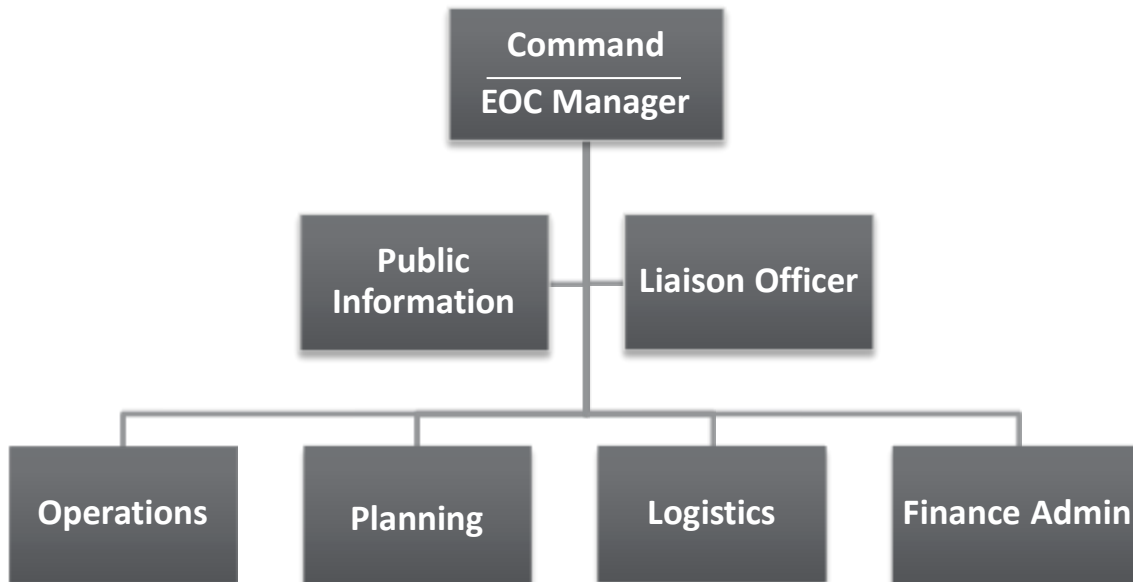 Command
EOC Manager
Public
Information
Liaison Officer
Operations
Planning
Logistics
Finance Admin